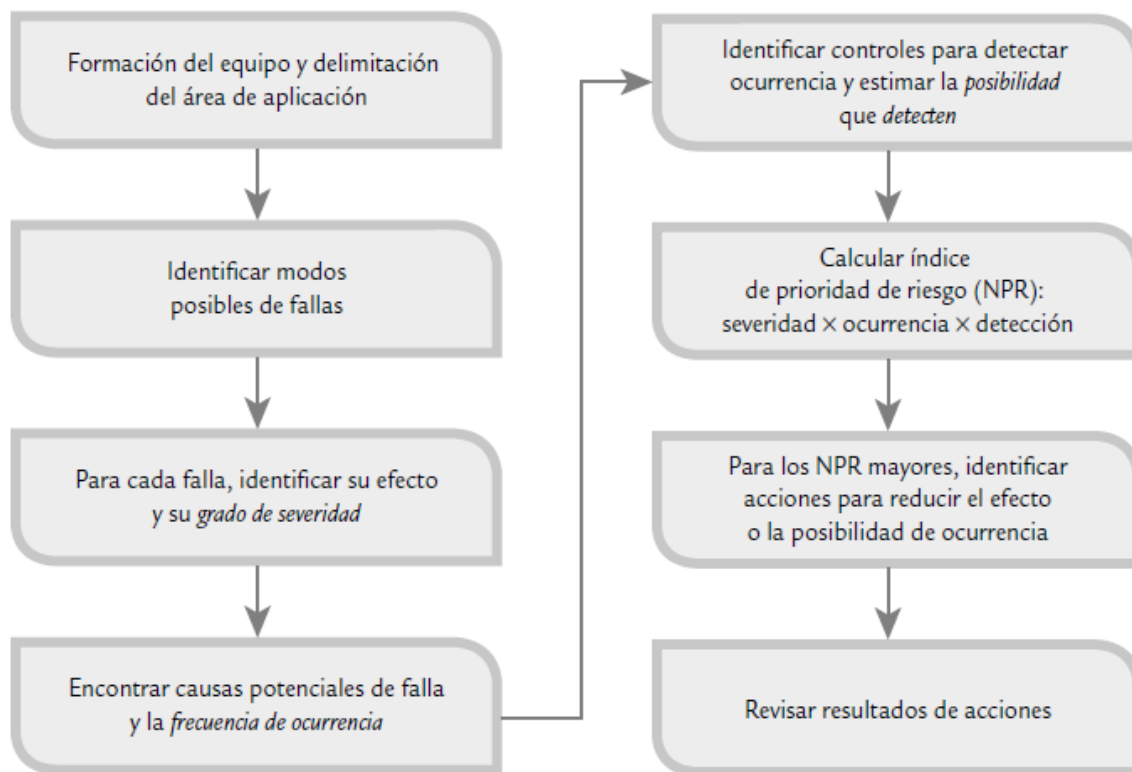 Formación del equipo y delimitación
del área de aplicación
Identificar modos
posibles de fallas
Para cada falla, identificar su efecto
y su grado de severidad
Encontrar causas potenciales de falla
y la frecuencia de ocurrencia
Identificar controles para detectar
ocurrencia y estimar la posibilidad
que detecten
Calcular índice
de prioridad de riesgo (NPR):
severidad × ocurrencia × detección
Para los NPR mayores, identificar
acciones para reducir el efecto
o la posibilidad de ocurrencia
Revisar resultados de acciones